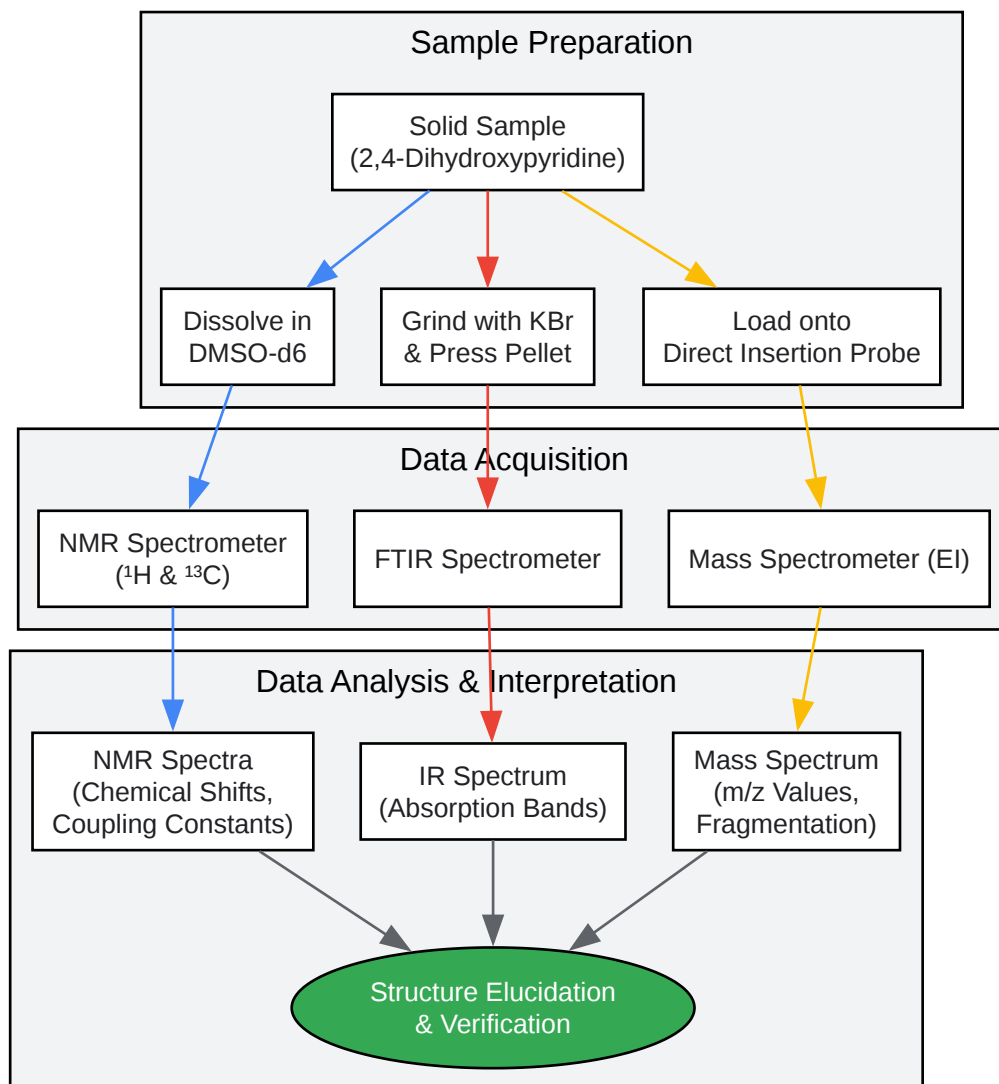 Sample Preparation
Solid Sample
(2,4-Dihydroxypyridine)
Dissolve in
DMSO-d6
Grind with KBr
& Press Pellet
Load onto
Direct Insertion Probe
Data Acquisition
NMR Spectrometer
(¹H & ¹³C)
FTIR Spectrometer
Mass Spectrometer (EI)
Data Analysis & Interpretation
NMR Spectra
(Chemical Shifts,
Coupling Constants)
IR Spectrum
(Absorption Bands)
Mass Spectrum
(m/z Values,
Fragmentation)
Structure Elucidation
& Verification